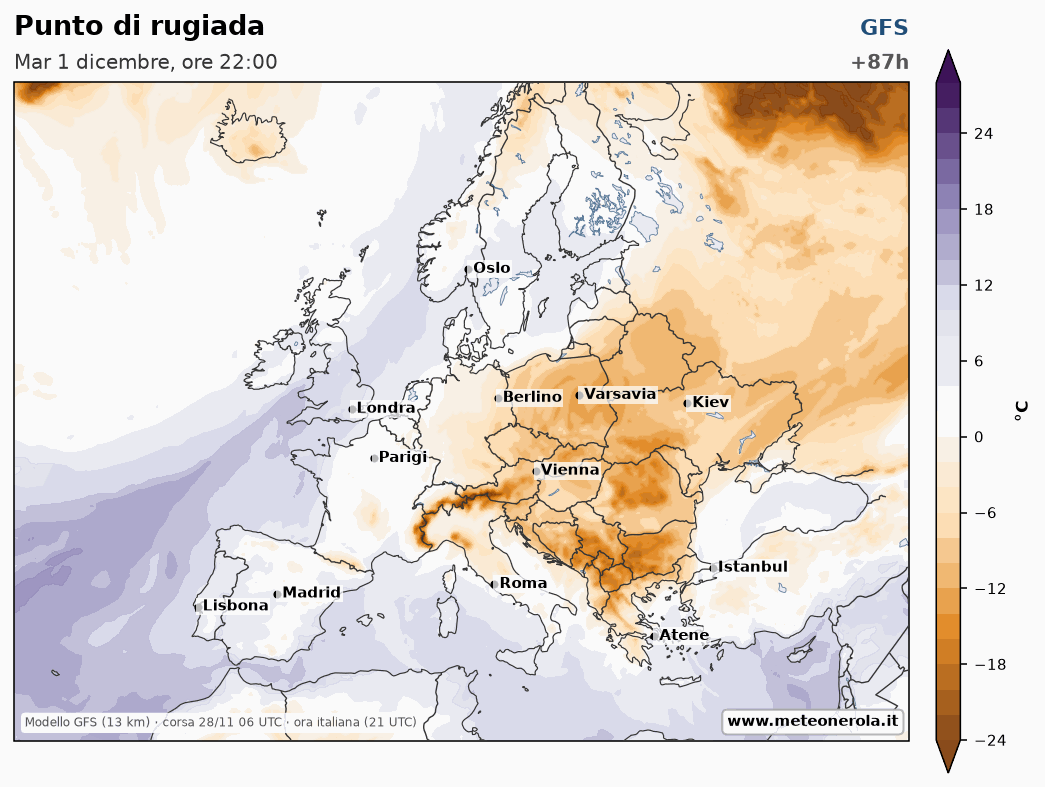 Punto di rugiada
GFS
Mar 1 dicembre, ore 22:00
+87h
24
18
12
6
0
−6
−12
−18
−24
°C
Oslo
Berlino
Varsavia
Kiev
Londra
Parigi
Vienna
Istanbul
Roma
Madrid
Lisbona
Atene
Modello GFS (13 km) · corsa 28/11 06 UTC · ora italiana (21 UTC)
www.meteonerola.it